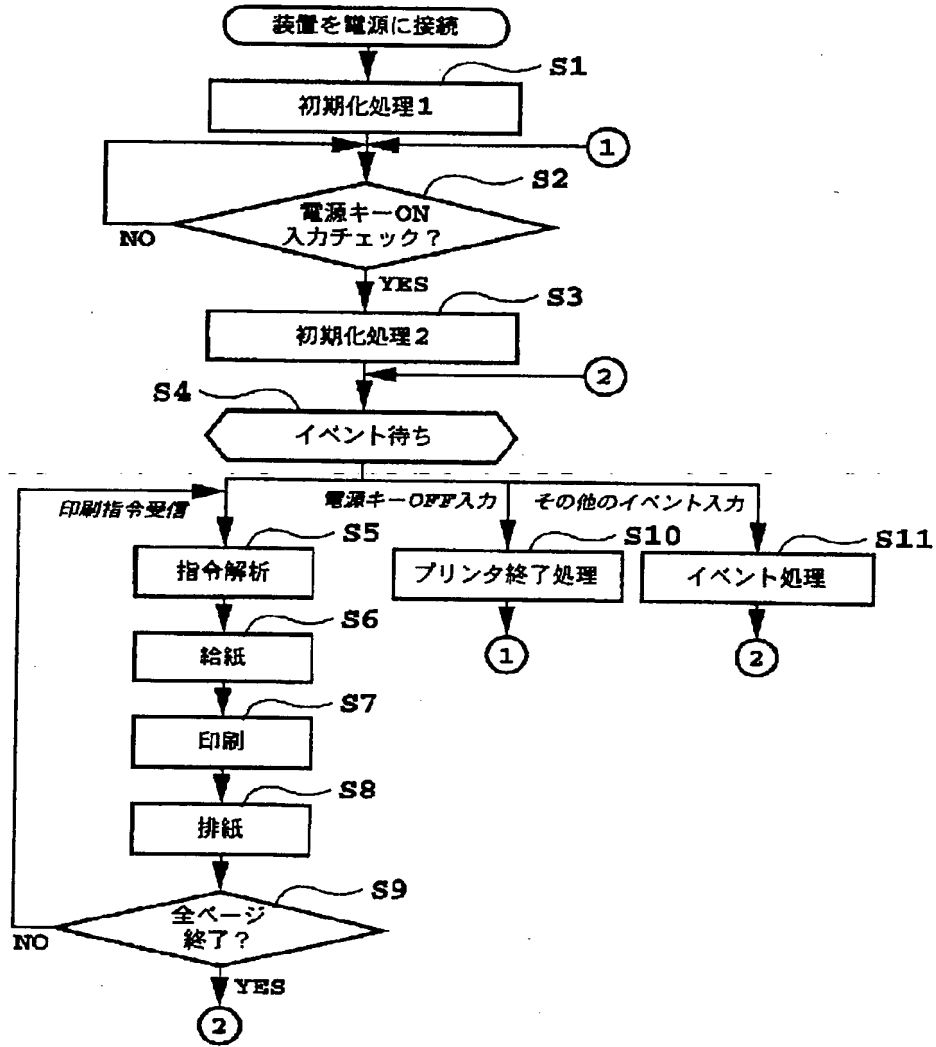 装置を電源に接続
S1
初期化処理1
1
S2
電源キーON
入力チェック?
NO
YES
S3
初期化処理2
2
S4
イベント待ち
印刷指令受信
電源キーOFF入力
その他のイベント入力
S5
指令解析
S10
プリンタ終了処理
S11
イベント処理
S6
給紙
1
2
S7
印刷
S8
排紙
S9
全ページ
終了?
NO
YES
2